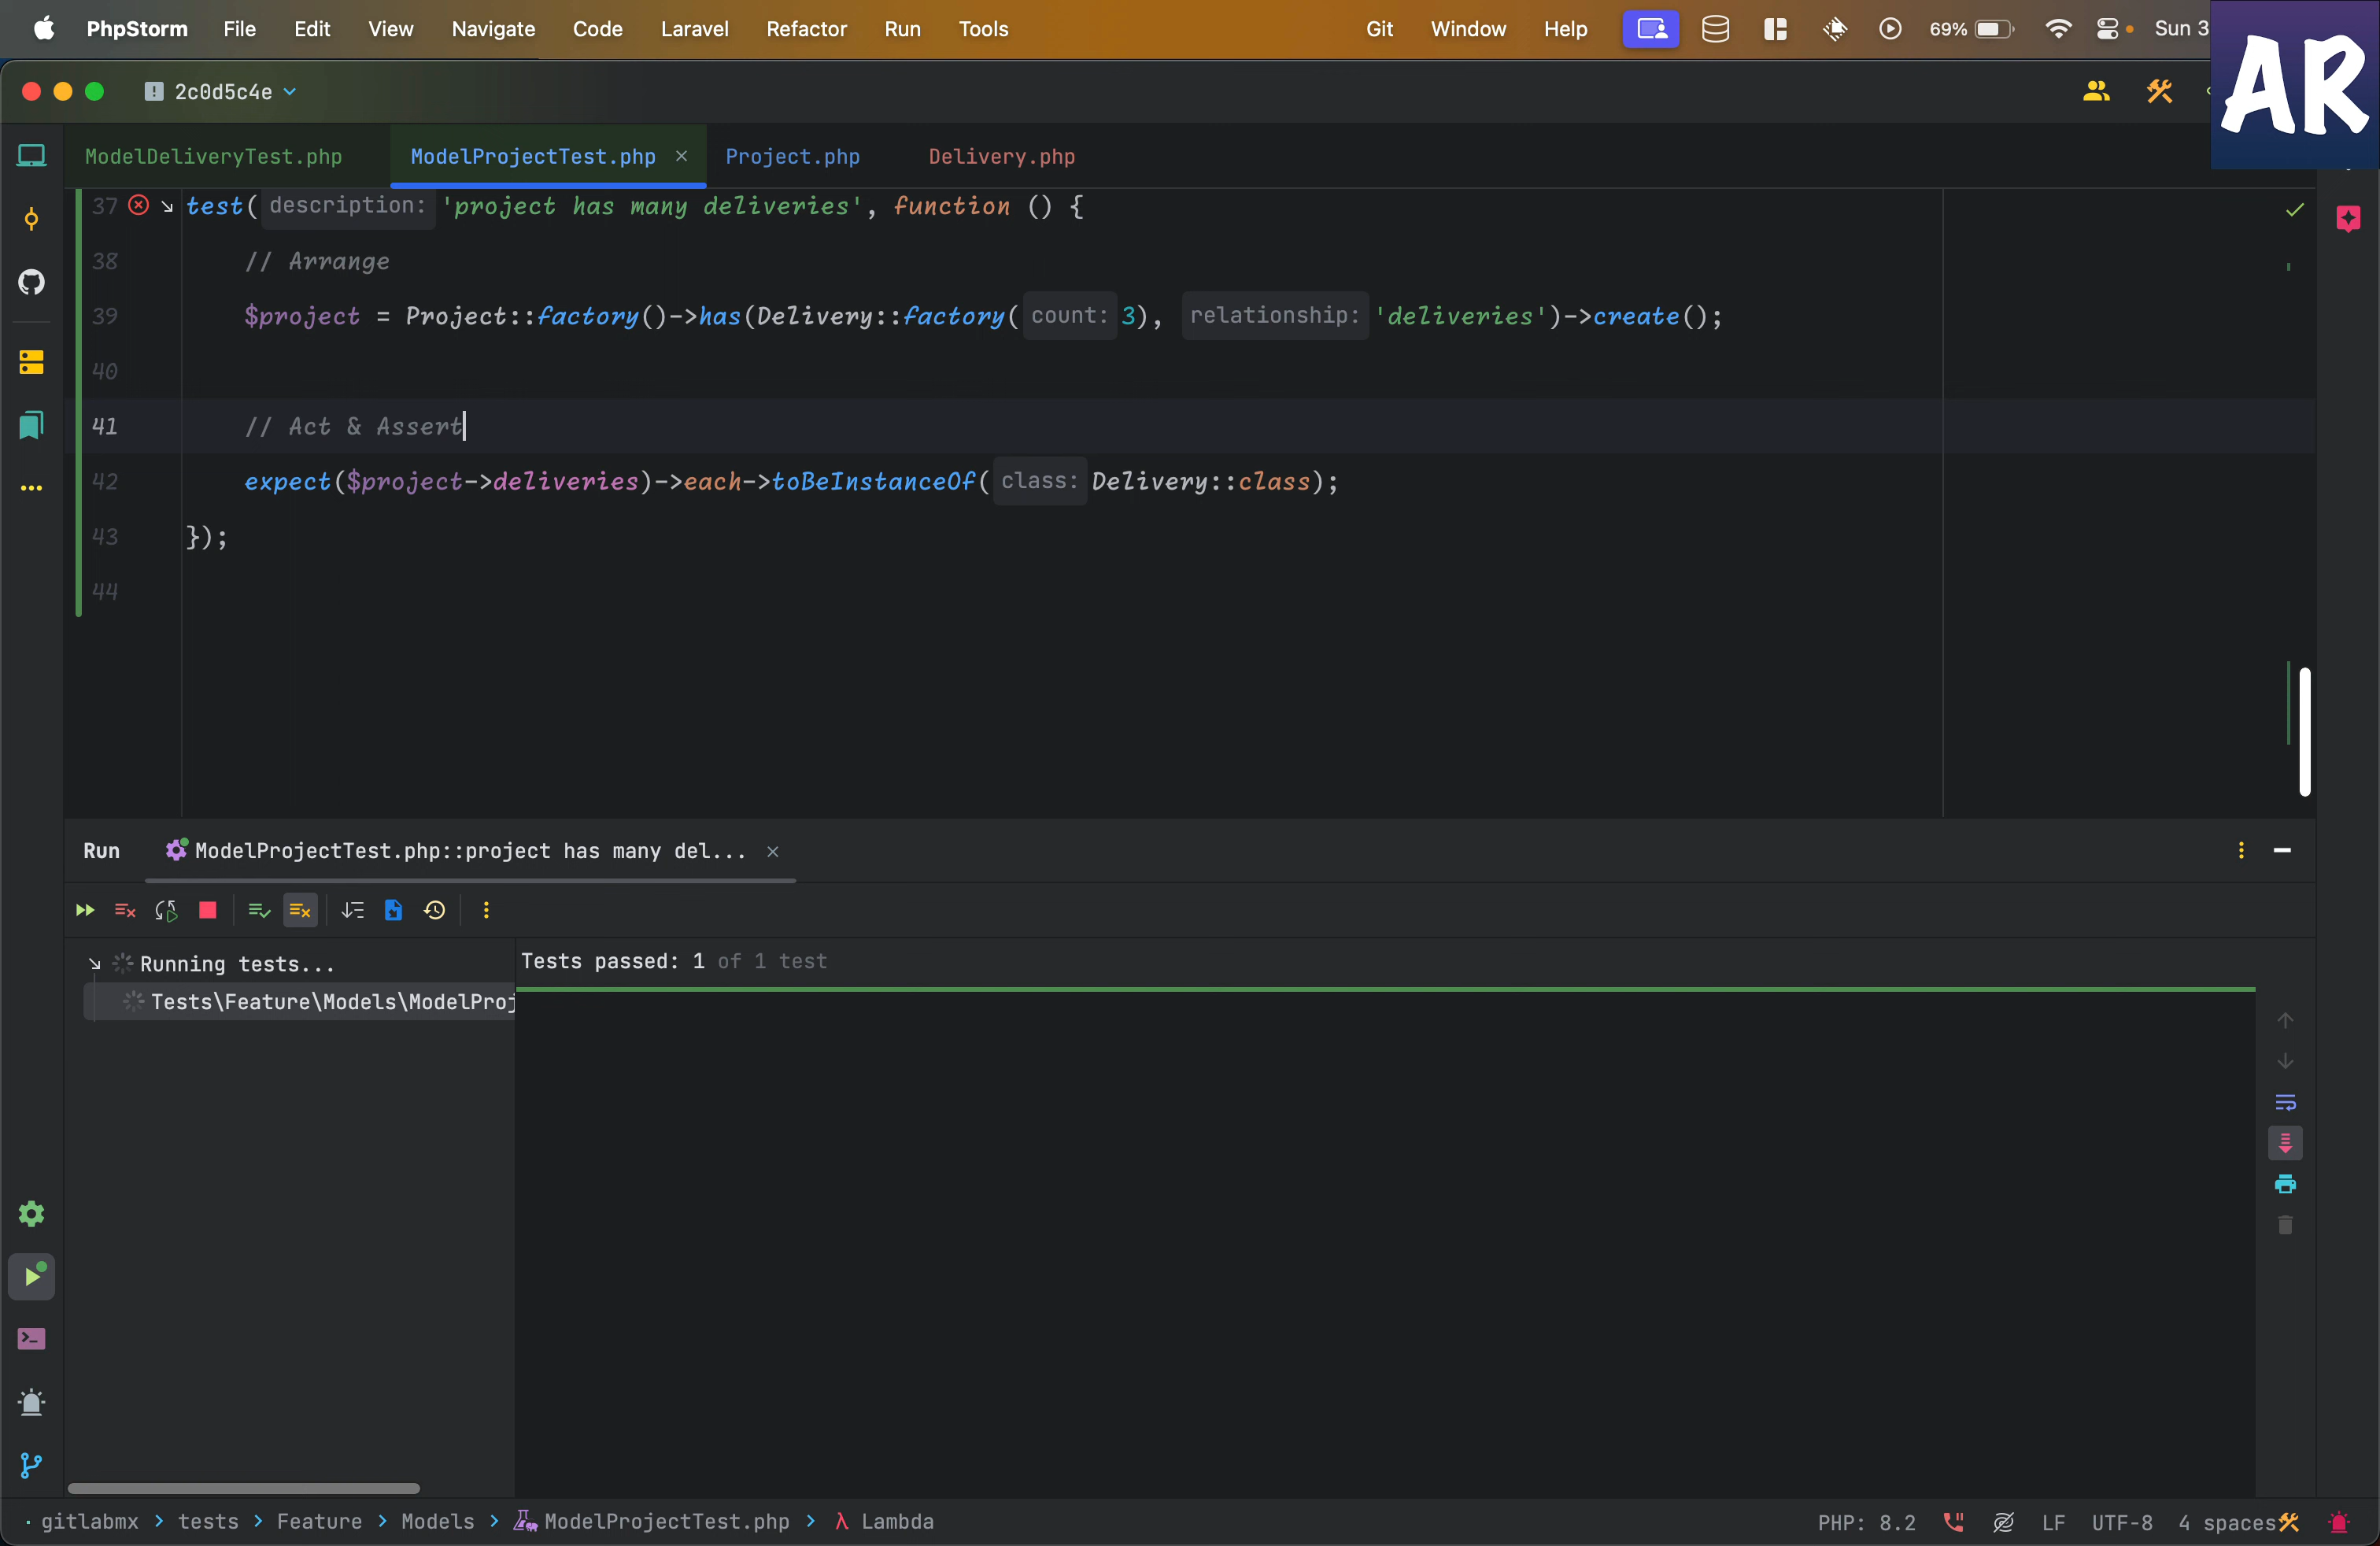 PhpStorm File Edit View Navigate Code Laravel Refactor Run Tools Git Window Help 69% Sun 3
AR
2c0d5c4e
ModelDeliveryTest.php ModelProjectTest.php Project.php Delivery.php
37 test( description: 'project has many deliveries', function () {
38 // Arrange
39 $project = Project::factory()->has(Delivery::factory( count: 3), relationship: 'deliveries')->create();
40
41 // Act & Assert
42 expect($project->deliveries)->each->toBeInstanceOf( class: Delivery::class);
43 });
44
Run ModelProjectTest.php::project has many del...
Running tests... Tests passed: 1 of 1 test
Tests\Feature\Models\ModelProj
gitlabmx > tests > Feature > Models > ModelProjectTest.php > λ Lambda PHP: 8.2 LF UTF-8 4 spaces